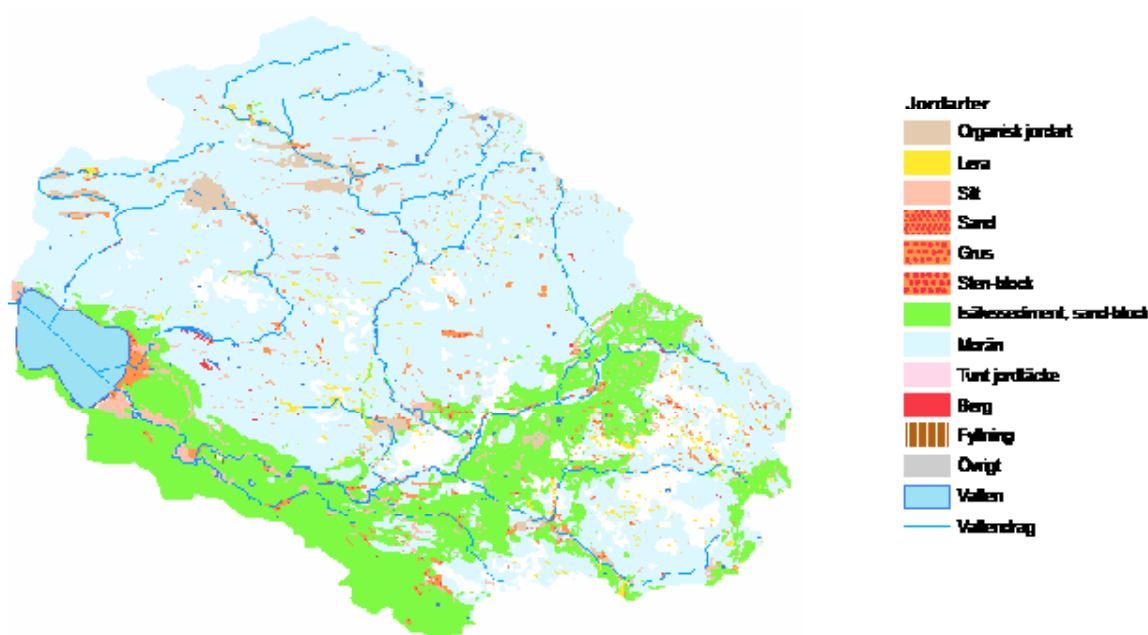 Jordarter
Organisk jordart
Lera
Silt
Sand
Grus
Sten-block
Isälvssediment, sand-block
Morän
Tunt jordtäcke
Berg
Fyllning
Övrigt
Vatten
Vattendrag